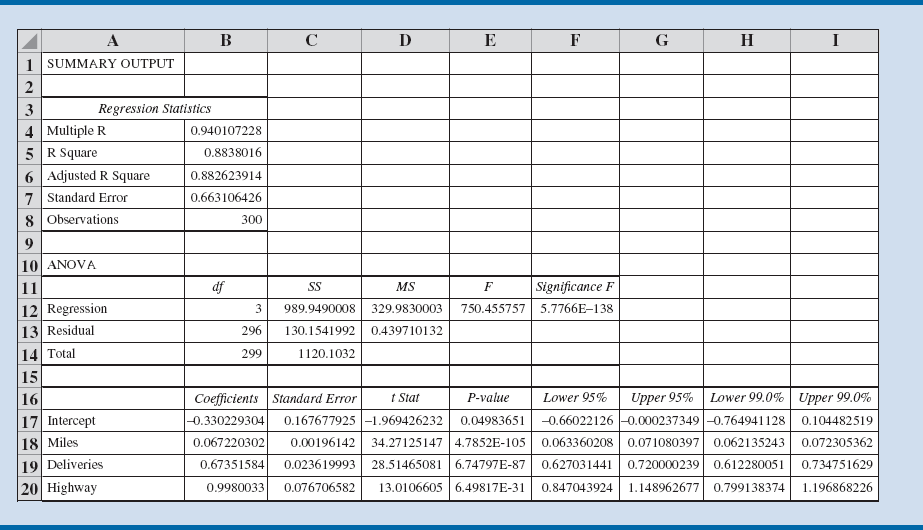 A B C D E F G H I
1 SUMMARY OUTPUT
2
3 Regression Statistics
4 Multiple R 0.940107228
5 R Square 0.8838016
6 Adjusted R Square 0.882623914
7 Standard Error 0.663106426
8 Observations 300
9
10 ANOVA
11 df SS MS F Significance F
12 Regression 3 989.9490008 329.9830003 750.455757 5.7766E–138
13 Residual 296 130.1541992 0.439710132
14 Total 299 1120.1032
15
16 Coefficients Standard Error t Stat P-value Lower 95% Upper 95% Lower 99.0% Upper 99.0%
17 Intercept –0.330229304 0.167677925 –1.969426232 0.04983651 –0.66022126 –0.000237349 –0.764941128 0.104482519
18 Miles 0.067220302 0.00196142 34.27125147 4.7852E-105 0.063360208 0.071080397 0.062135243 0.072305362
19 Deliveries 0.67351584 0.023619993 28.51465081 6.74797E-87 0.627031441 0.720000239 0.612280051 0.734751629
20 Highway 0.9980033 0.076706582 13.0106605 6.49817E-31 0.847043924 1.148962677 0.799138374 1.196868226